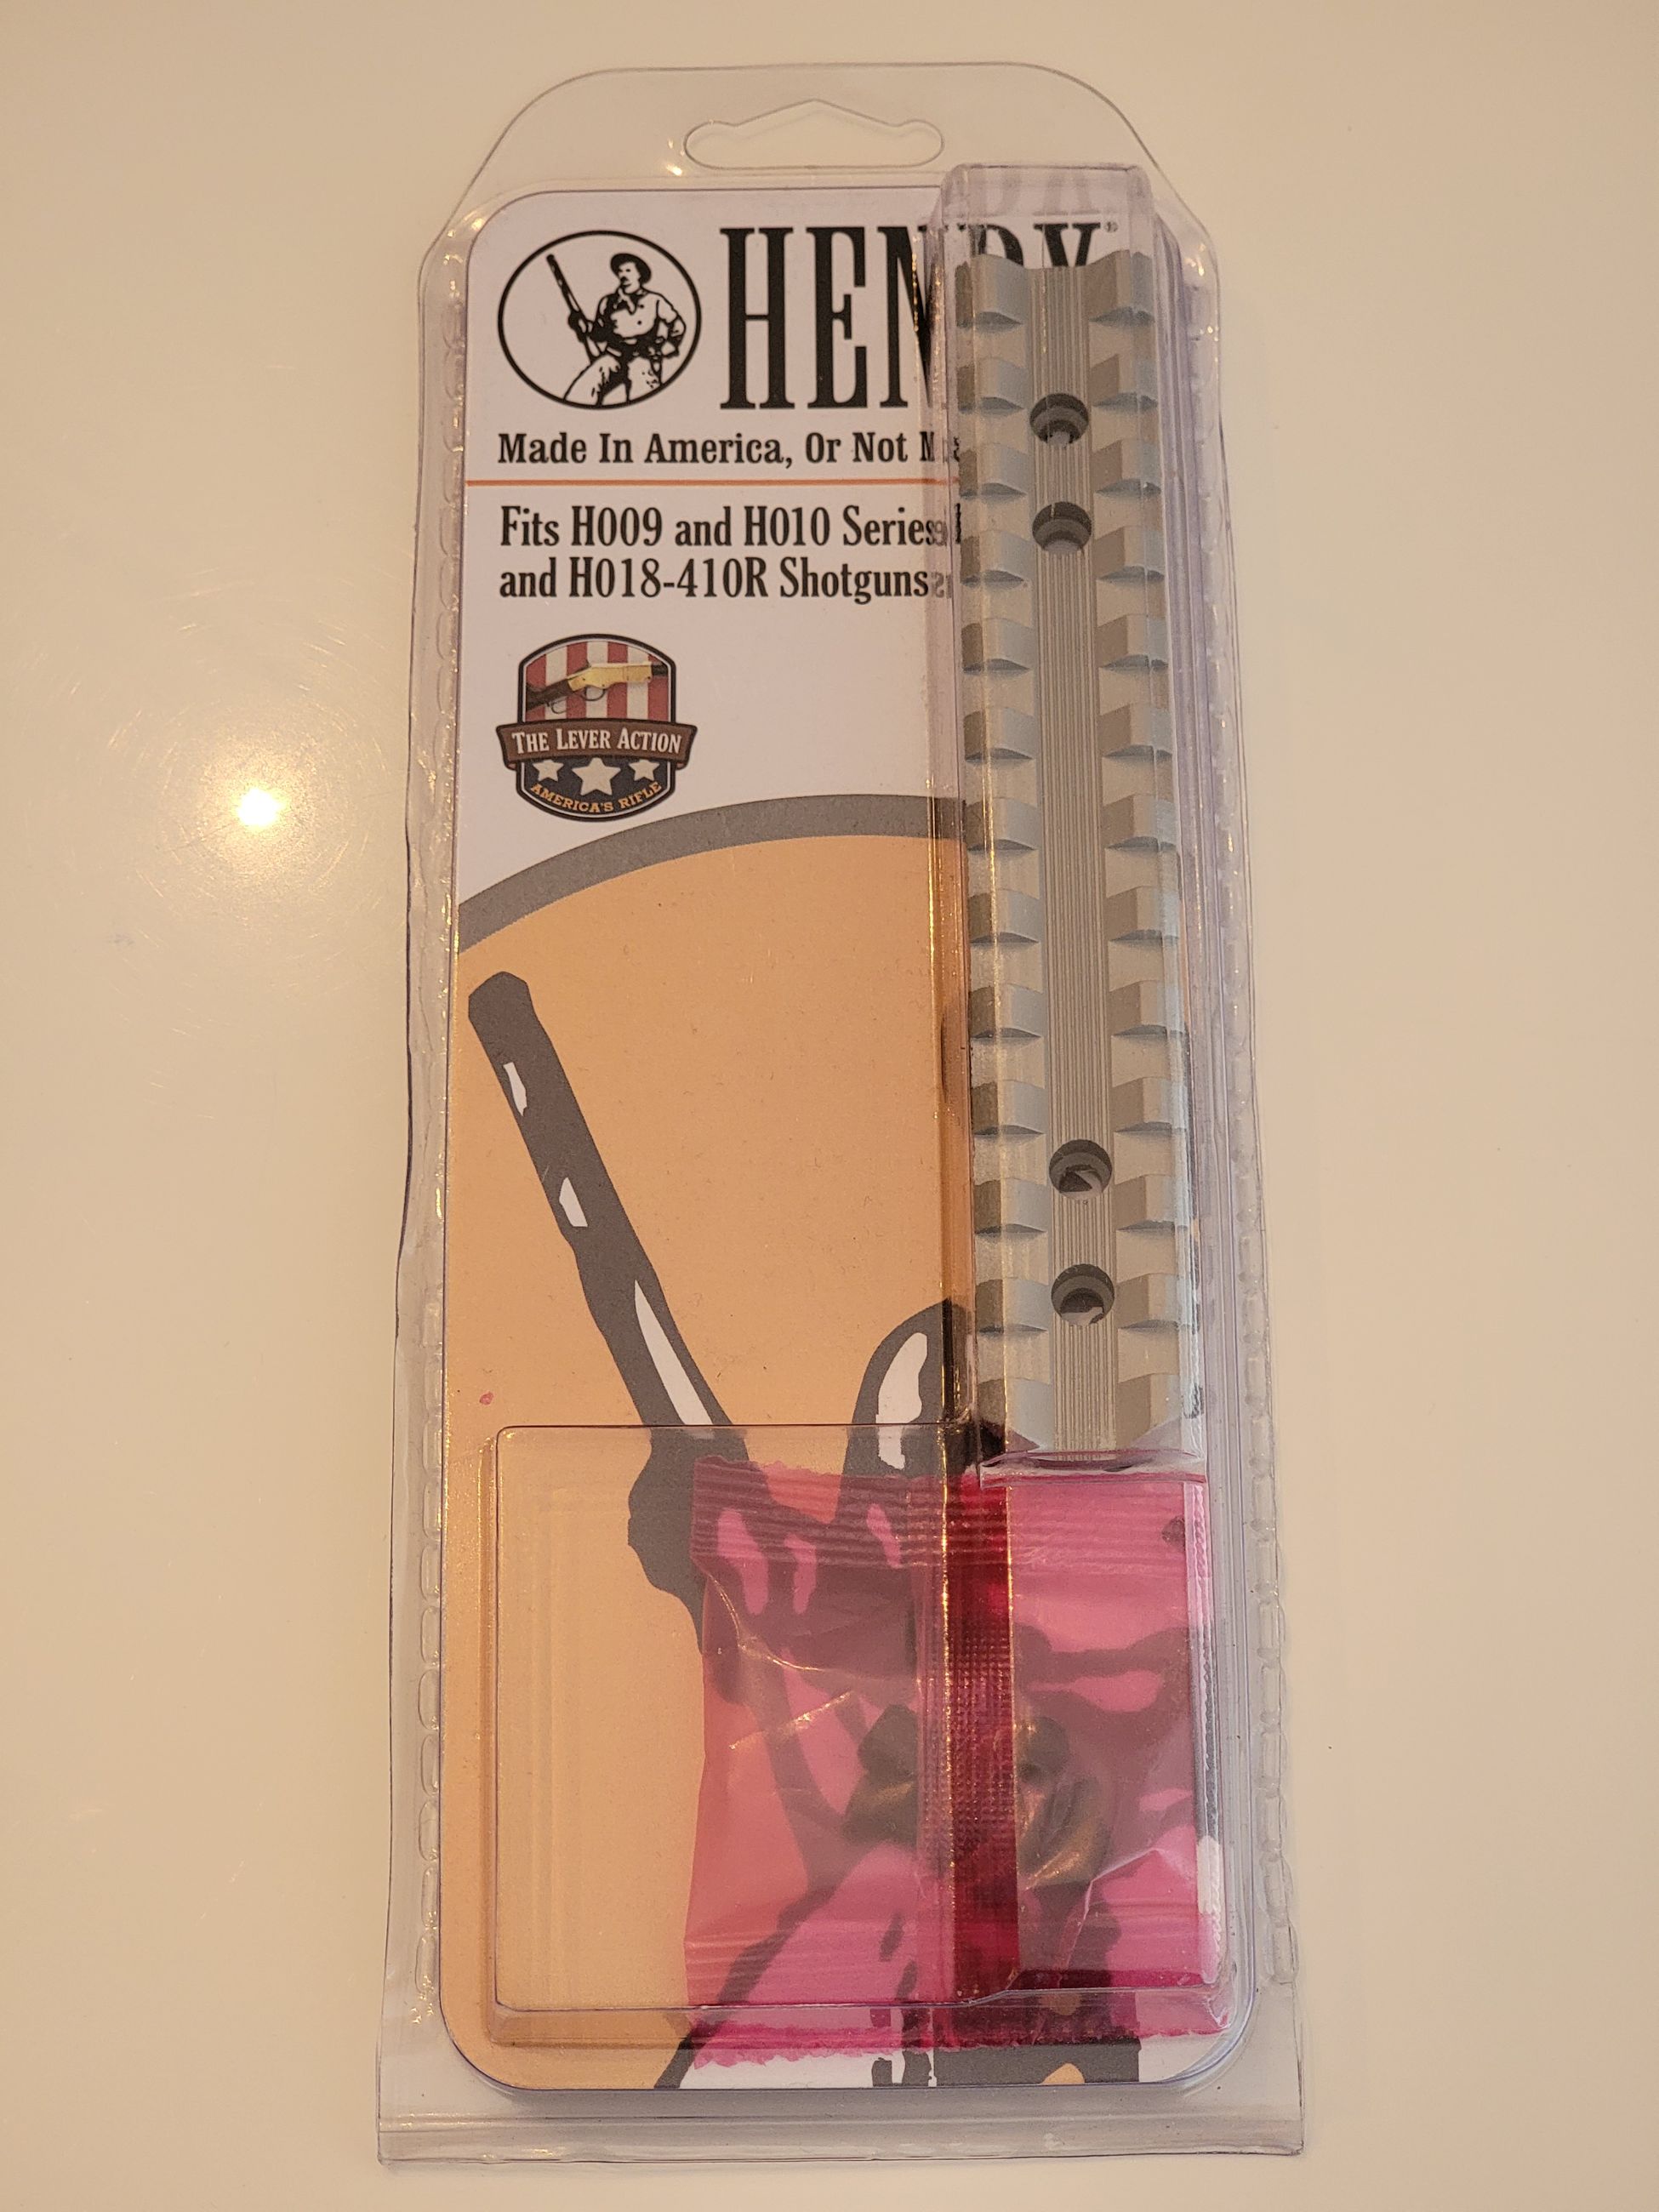 HENRY®
Made In America, Or Not
Fits H009 and H010 Series
and H018-410R Shotguns
THE LEVER ACTION
AMERICA'S RIFLE